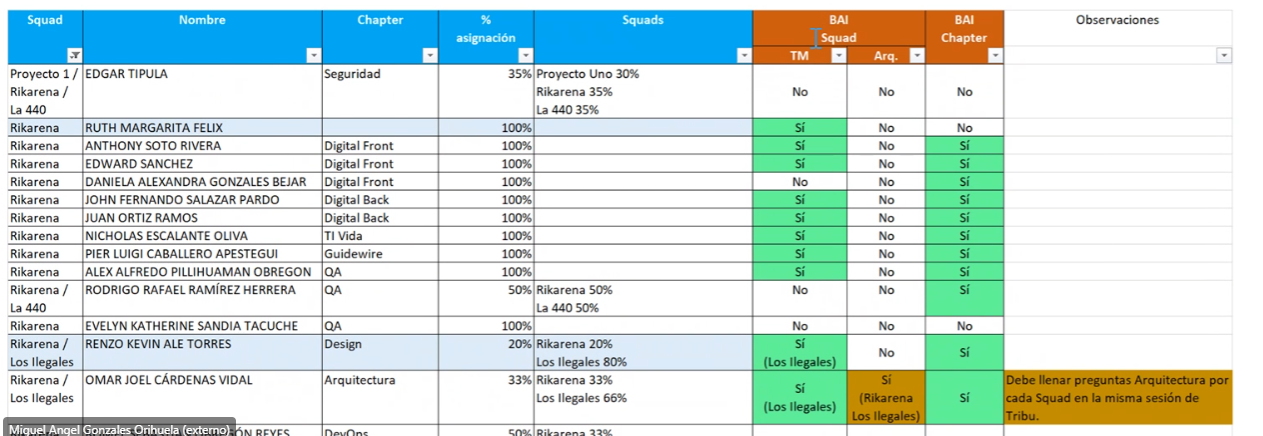 Squad Nombre Chapter % asignación Squads BAI Squad BAI Chapter Observaciones
TM Arq.
Proyecto 1 / Rikarena / La 440 EDGAR TIPULA Seguridad 35% Proyecto Uno 30% Rikarena 35% La 440 35% No No No
Rikarena RUTH MARGARITA FELIX 100% Sí No No
Rikarena ANTHONY SOTO RIVERA Digital Front 100% Sí No Sí
Rikarena EDWARD SANCHEZ Digital Front 100% Sí No Sí
Rikarena DANIELA ALEXANDRA GONZALES BEJAR Digital Front 100% No No Sí
Rikarena JOHN FERNANDO SALAZAR PARDO Digital Back 100% Sí No Sí
Rikarena JUAN ORTIZ RAMOS Digital Back 100% Sí No Sí
Rikarena NICHOLAS ESCALANTE OLIVA TI Vida 100% Sí No Sí
Rikarena PIER LUIGI CABALLERO APESTEGUI Guidewire 100% Sí No Sí
Rikarena ALEX ALFREDO PILLIHUAMAN OBREGON QA 100% Sí No Sí
Rikarena / La 440 RODRIGO RAFAEL RAMÍREZ HERRERA QA 50% Rikarena 50% La 440 50% No No Sí
Rikarena EVELYN KATHERINE SANDIA TACUCHE QA 100% No No No
Rikarena / Los Ilegales RENZO KEVIN ALE TORRES Design 20% Rikarena 20% Los Ilegales 80% Sí (Los Ilegales) No Sí
Rikarena / Los Ilegales OMAR JOEL CÁRDENAS VIDAL Arquitectura 33% Rikarena 33% Los Ilegales 66% Sí (Los Ilegales) Sí (Rikarena Los Ilegales) Sí Debe llenar preguntas Arquitectura por cada Squad en la misma sesión de Tribu.
REYES DevOps 50% Rikarena 33%
Miguel Angel Gonzales Orihuela (externo)